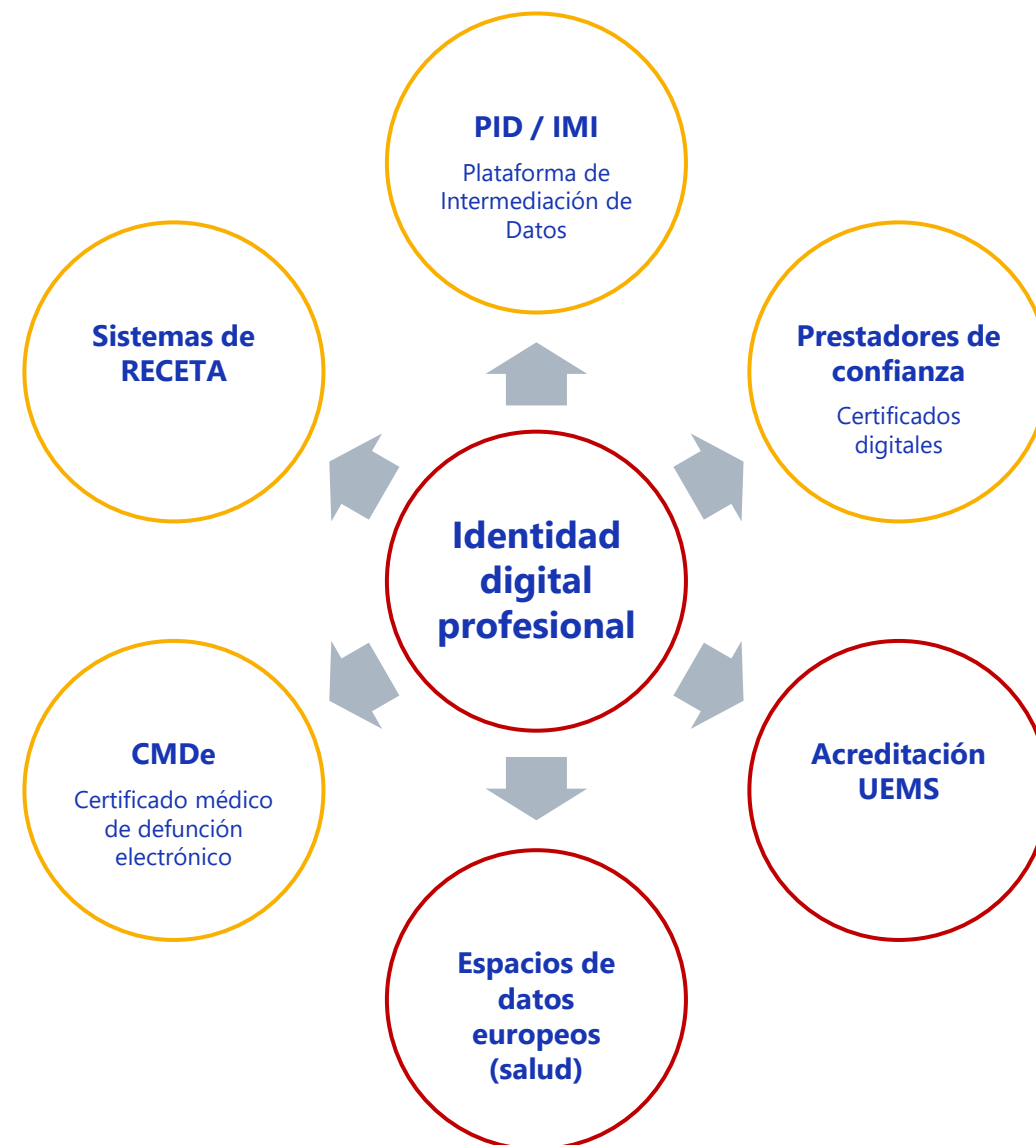 PID / IMI
Plataforma de
Intermediación de
Datos
Sistemas de
RECETA
Prestadores de
confianza
Certificados
digitales
Identidad
digital
profesional
CMDe
Certificado médico
de defunción
electrónico
Acreditación
UEMS
Espacios de
datos
europeos
(salud)